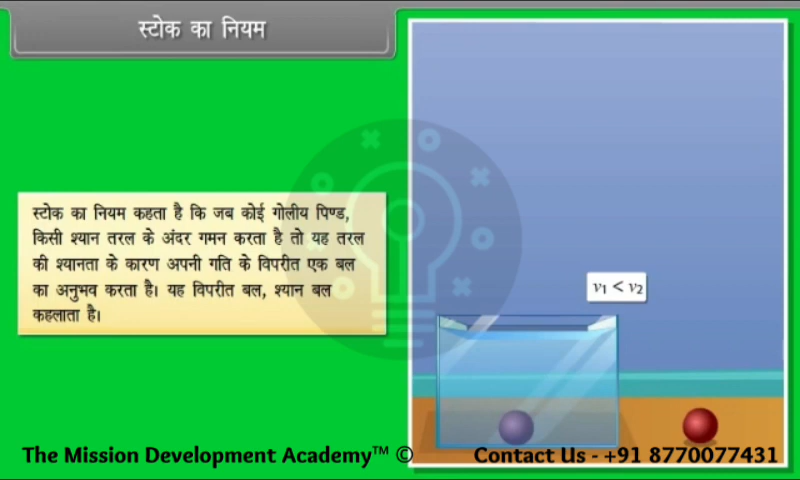 स्टोक का नियम
स्टोक का नियम कहता है कि जब कोई गोलीय पिण्ड,
किसी श्यान तरल के अंदर गमन करता है तो यह तरल
की श्यानता के कारण अपनी गति के विपरीत एक बल
का अनुभव करता है। यह विपरीत बल, श्यान बल
कहलाता है।
v₁ < v₂
The Mission Development Academy™ ©
Contact Us - +91 8770077431